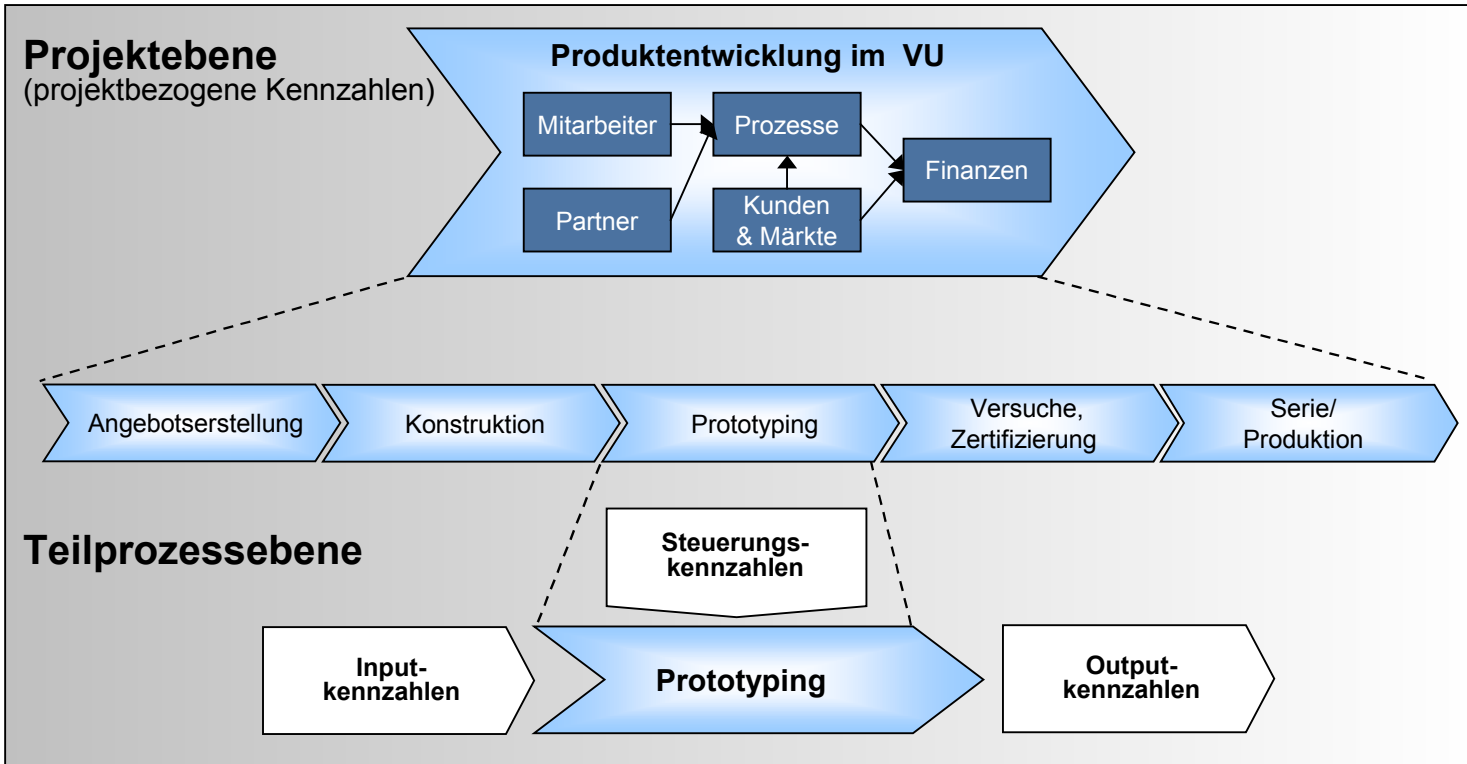 Projektebene
(projektbezogene Kennzahlen)
Produktentwicklung im VU
Mitarbeiter
Prozesse
Finanzen
Partner
Kunden
& Märkte
Angebotserstellung
Konstruktion
Prototyping
Versuche,
Zertifizierung
Serie/
Produktion
Teilprozessebene
Steuerungs-
kennzahlen
Input-
kennzahlen
Prototyping
Output-
kennzahlen